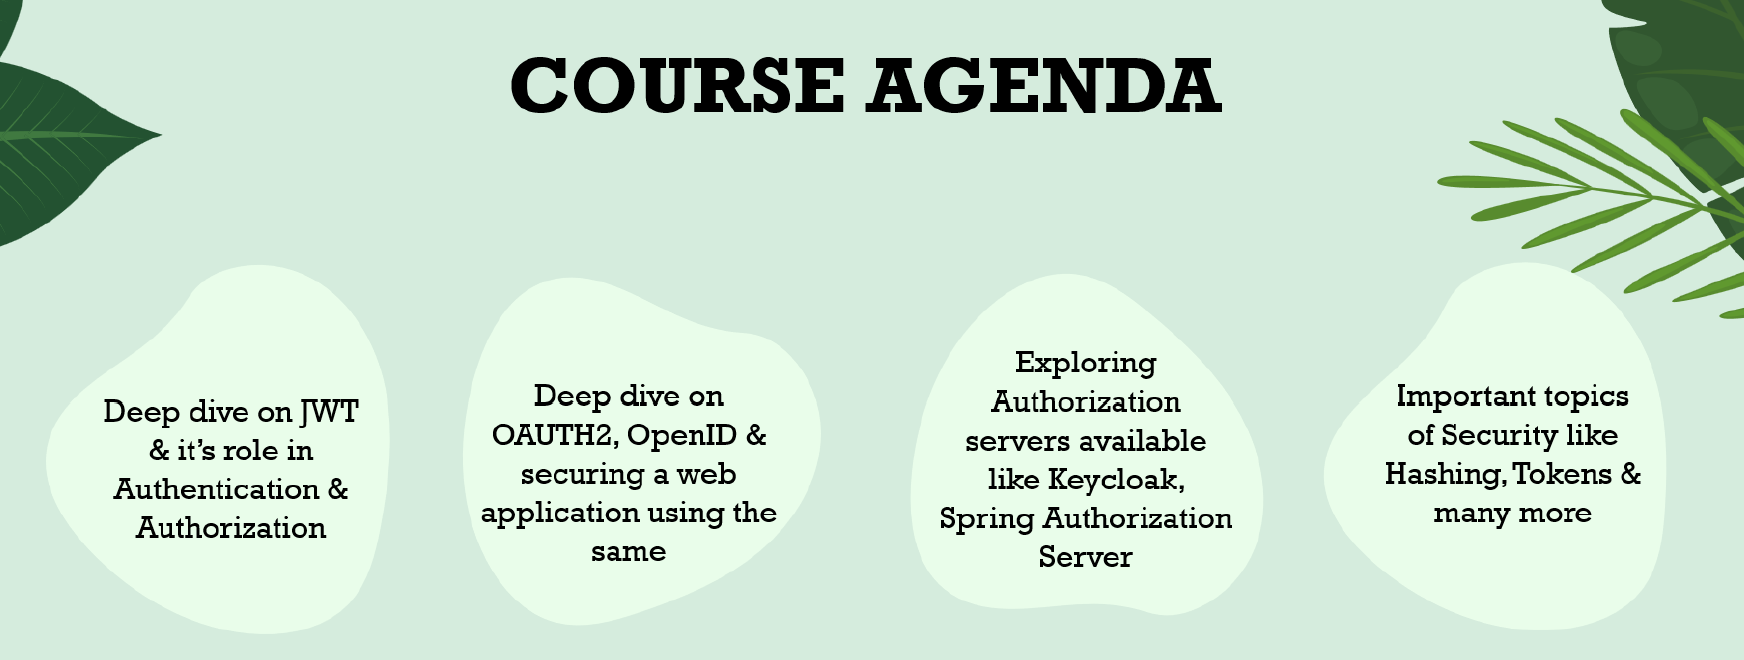 COURSE AGENDA
Deep dive on JWT
& it's role in
Authentication &
Authorization
Deep dive on
OAUTH2, OpenID &
securing a web
application using the
same
Exploring
Authorization
servers available
like Keycloak,
Spring Authorization
Server
Important topics
of Security like
Hashing, Tokens &
many more